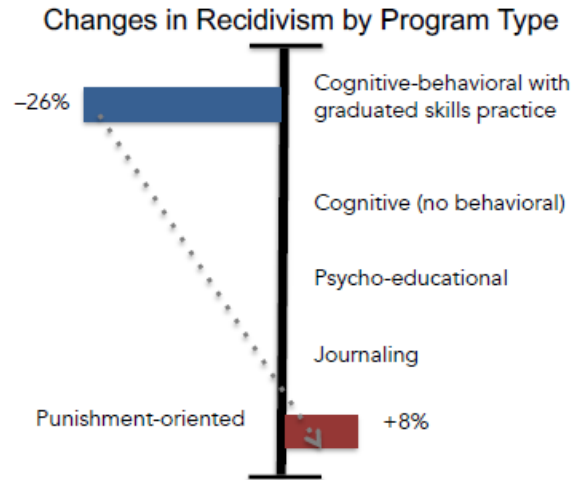 Changes in Recidivism by Program Type
–26%
Cognitive-behavioral with
graduated skills practice
Cognitive (no behavioral)
Psycho-educational
Journaling
Punishment-oriented
+8%